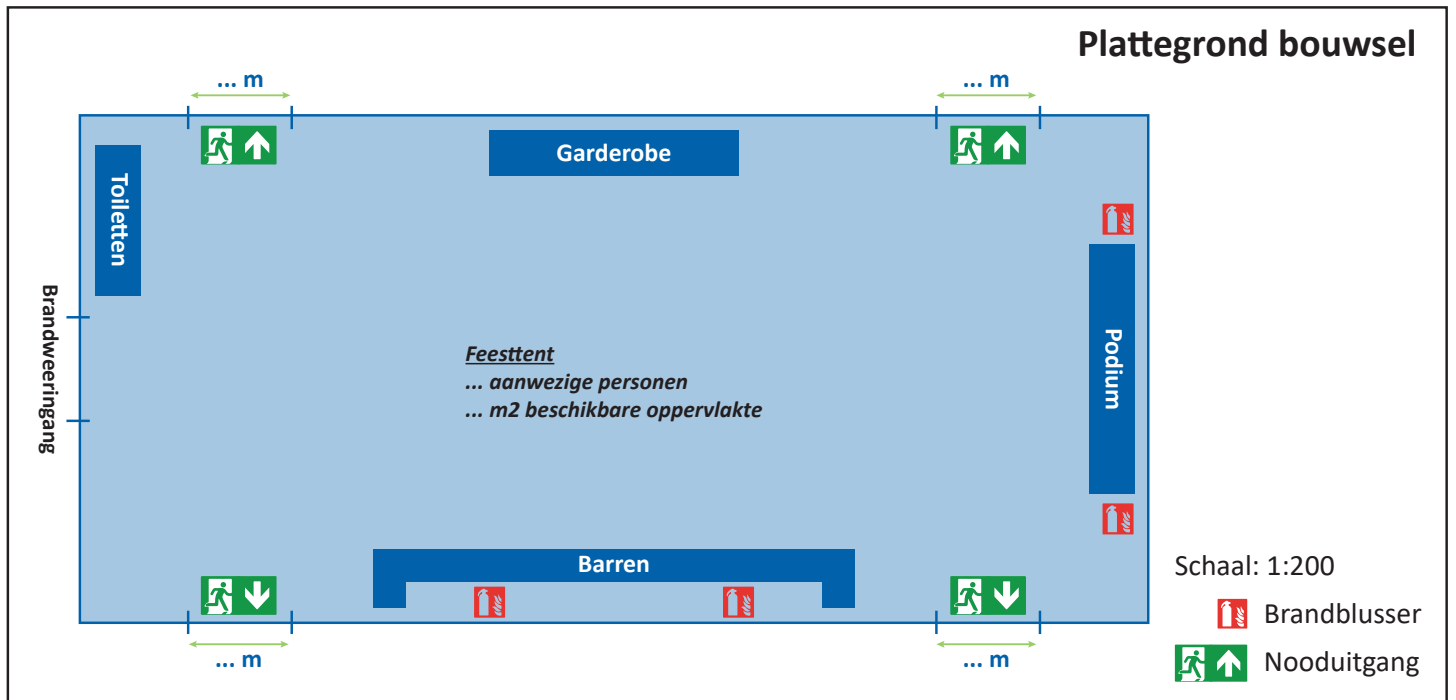 Plattegrond bouwsel
... m
... m
Garderobe
Toiletten
Brandweeringang
Feesttent
... aanwezige personen
... m2 beschikbare oppervlakte
Podium
Barren
... m
... m
Schaal: 1:200
Brandblusser
Nooduitgang